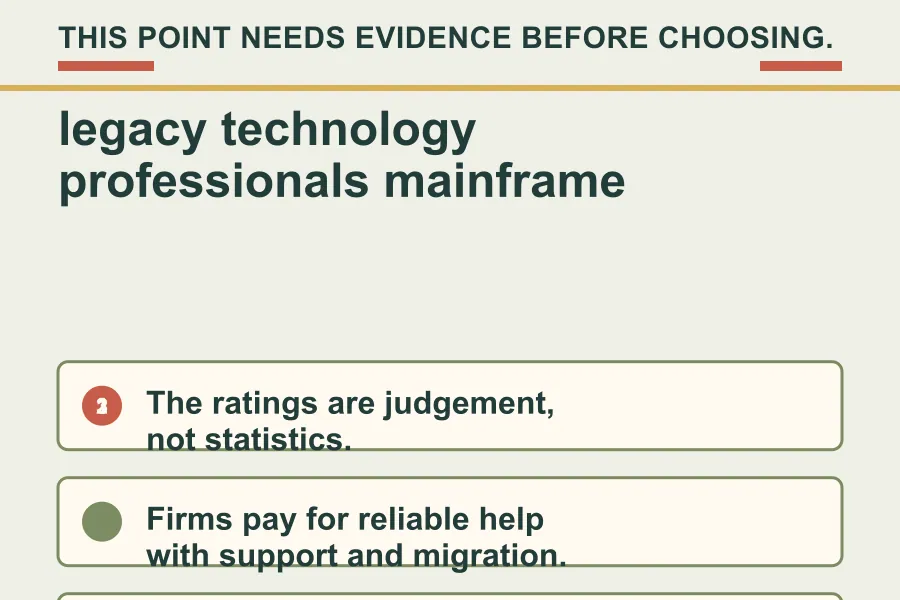 THIS POINT NEEDS EVIDENCE BEFORE CHOOSING.
legacy technology
professionals mainframe
The ratings are judgement,
not statistics.
Firms pay for reliable help
with support and migration.